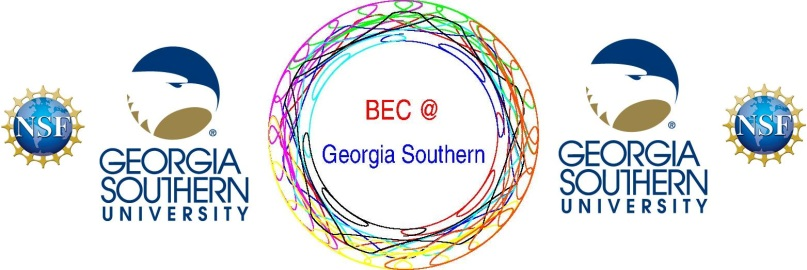 NSF
GEORGIA
SOUTHERN
UNIVERSITY
®
BEC @
Georgia Southern
GEORGIA
SOUTHERN
UNIVERSITY
®
NSF